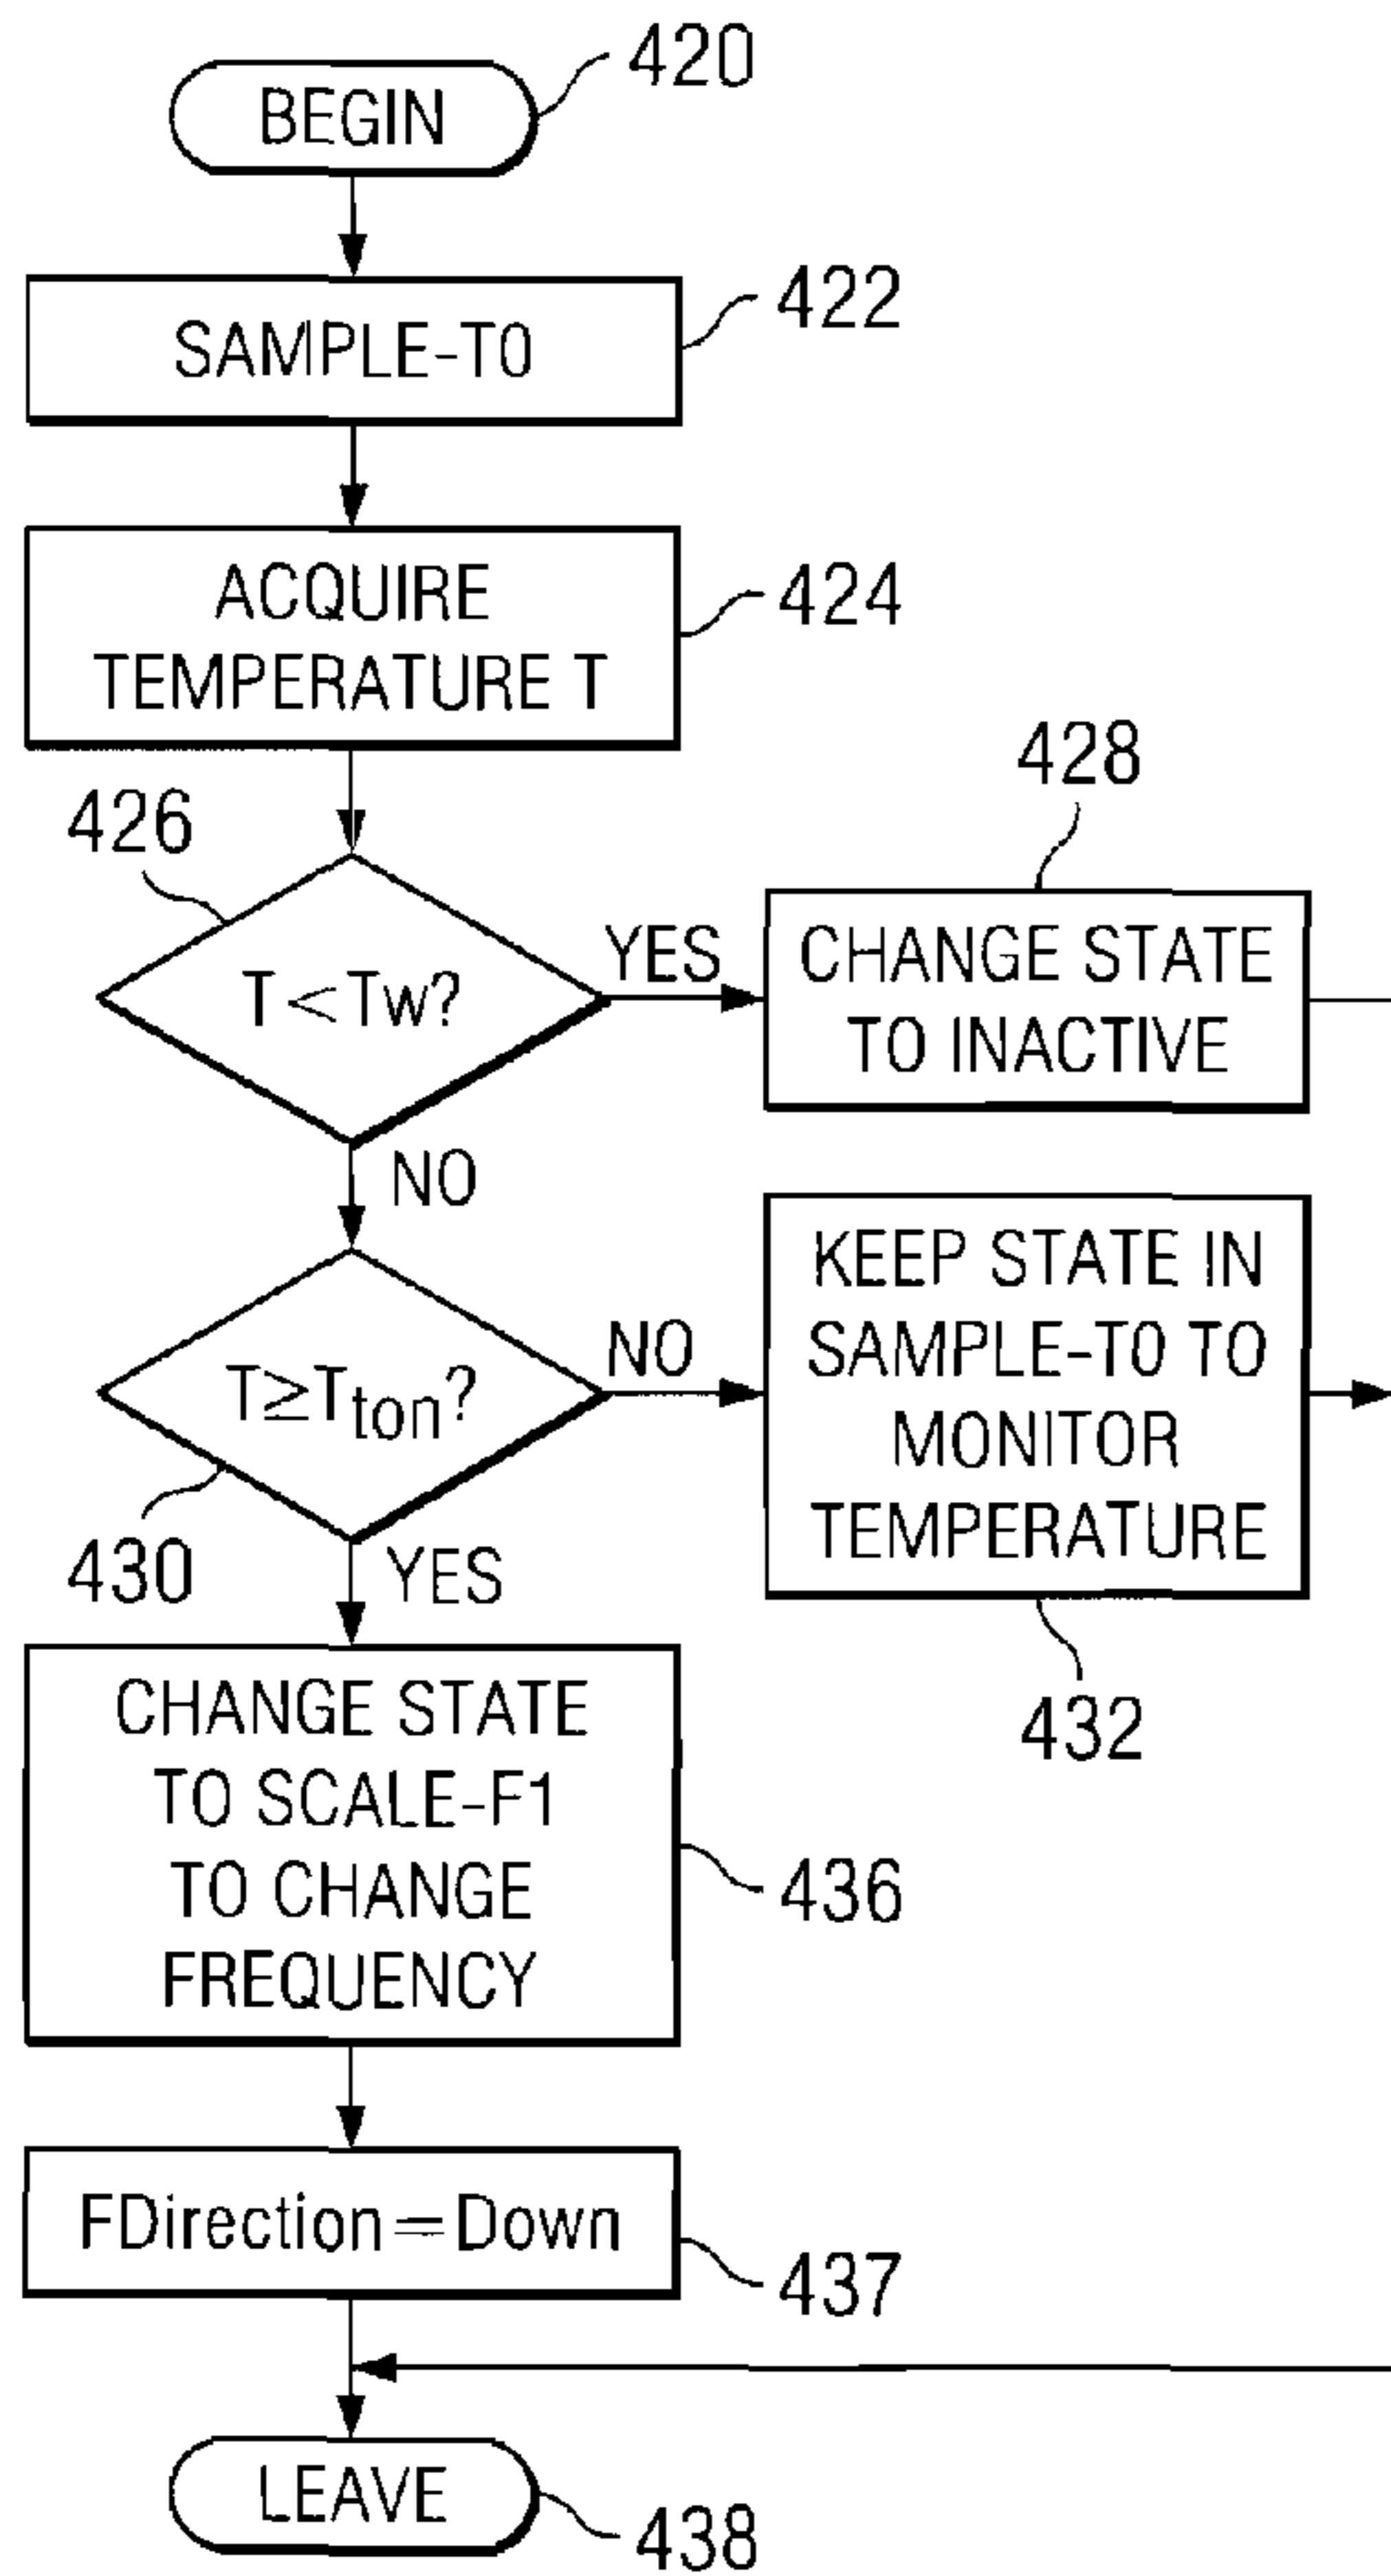 BEGIN
420
SAMPLE-T0
422
ACQUIRE
TEMPERATURE T
424
426
T<Tw?
YES
428
CHANGE STATE
TO INACTIVE
NO
T≥Tton?
430
NO
KEEP STATE IN
SAMPLE-T0 TO
MONITOR
TEMPERATURE
432
YES
CHANGE STATE
TO SCALE-F1
TO CHANGE
FREQUENCY
436
FDirection=Down
437
LEAVE
438